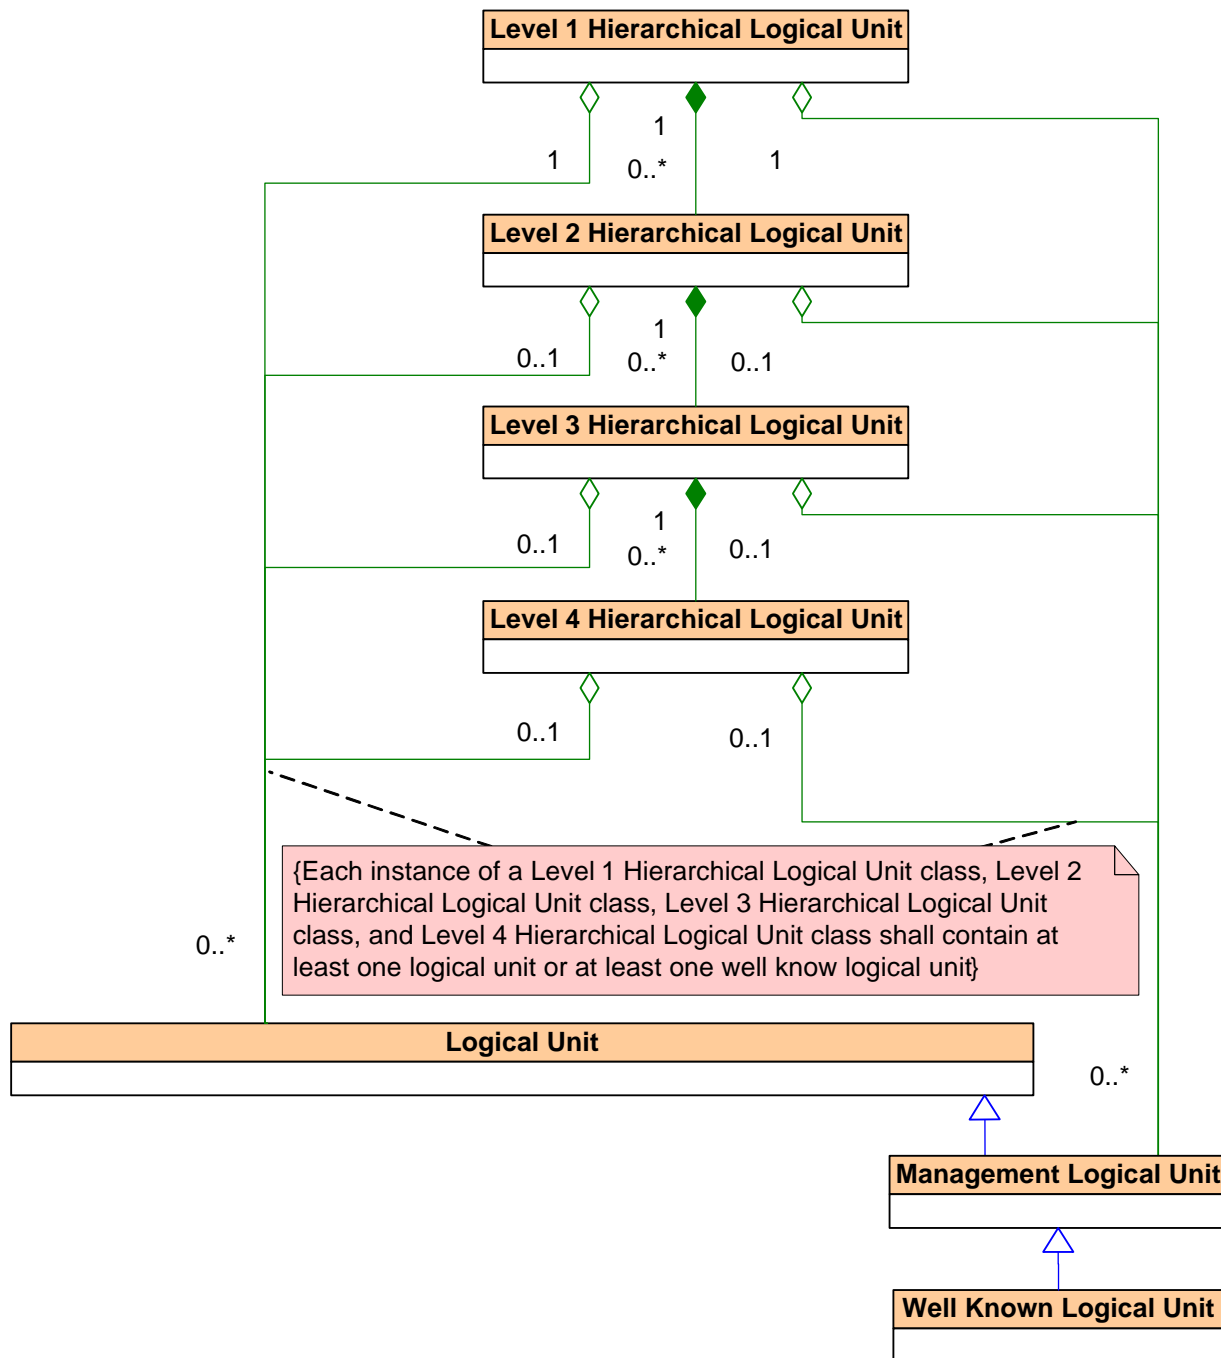 Level 1 Hierarchical Logical Unit
1
1
0..*
1
Level 2 Hierarchical Logical Unit
1
0..1
0..*
0..1
Level 3 Hierarchical Logical Unit
1
0..1
0..*
0..1
Level 4 Hierarchical Logical Unit
0..1
0..1
{Each instance of a Level 1 Hierarchical Logical Unit class, Level 2
Hierarchical Logical Unit class, Level 3 Hierarchical Logical Unit
class, and Level 4 Hierarchical Logical Unit class shall contain at
least one logical unit or at least one well know logical unit}
0..*
Logical Unit
0..*
Management Logical Unit
Well Known Logical Unit